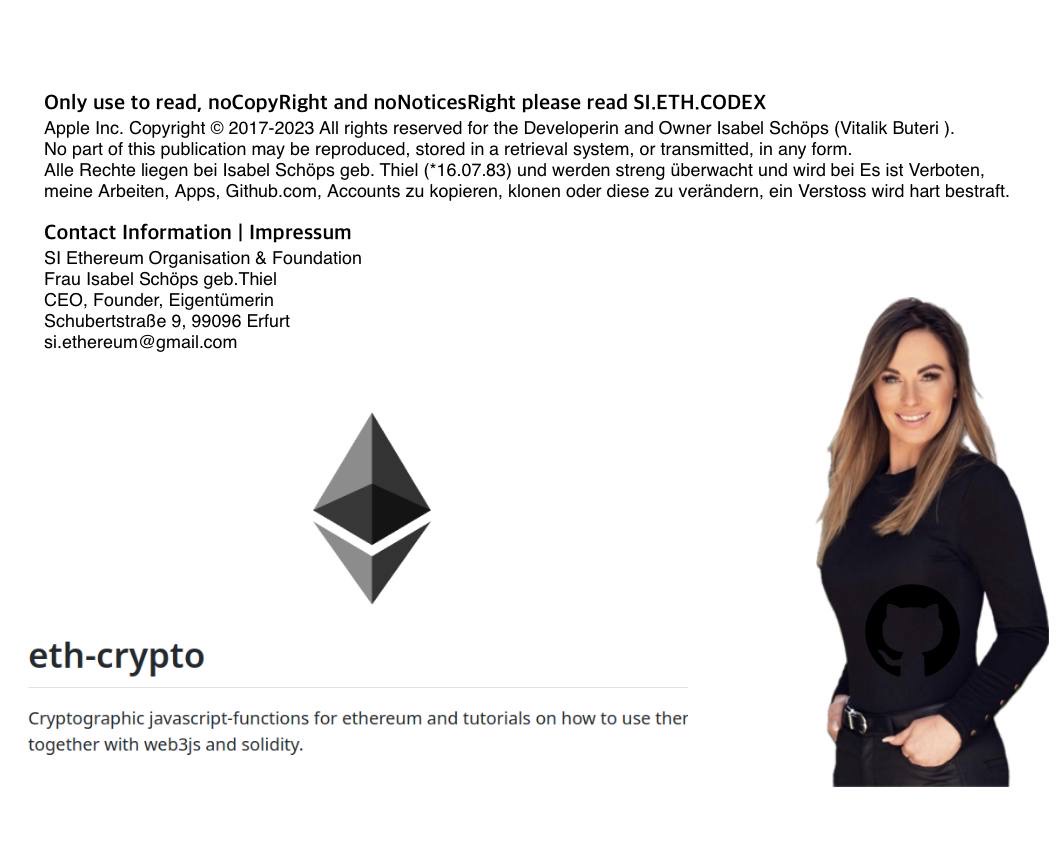 Only use to read, noCopyRight and noNoticesRight please read SI.ETH.CODEX
Apple Inc. Copyright © 2017-2023 All rights reserved for the Developerin and Owner Isabel Schöps (Vitalik Buteri ).
No part of this publication may be reproduced, stored in a retrieval system, or transmitted, in any form.
Alle Rechte liegen bei Isabel Schöps geb. Thiel (*16.07.83) und werden streng überwacht und wird bei Es ist Verboten,
meine Arbeiten, Apps, Github.com, Accounts zu kopieren, klonen oder diese zu verändern, ein Verstoss wird hart bestraft.
Contact Information | Impressum
SI Ethereum Organisation & Foundation
Frau Isabel Schöps geb.Thiel
CEO, Founder, Eigentümerin
Schubertstraße 9, 99096 Erfurt
si.ethereum@gmail.com
eth-crypto
Cryptographic javascript-functions for ethereum and tutorials on how to use
together with web3js and solidity.